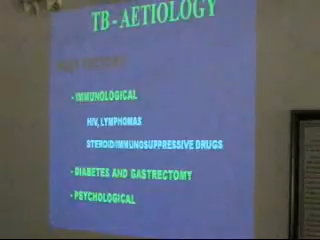 TB - AETIOLOGY
- IMMUNOLOGICAL
HIV, LYMPHOMAS
STEROID/IMMUNOSUPPRESSIVE DRUGS
- DIABETES AND GASTRECTOMY
- PSYCHOLOGICAL